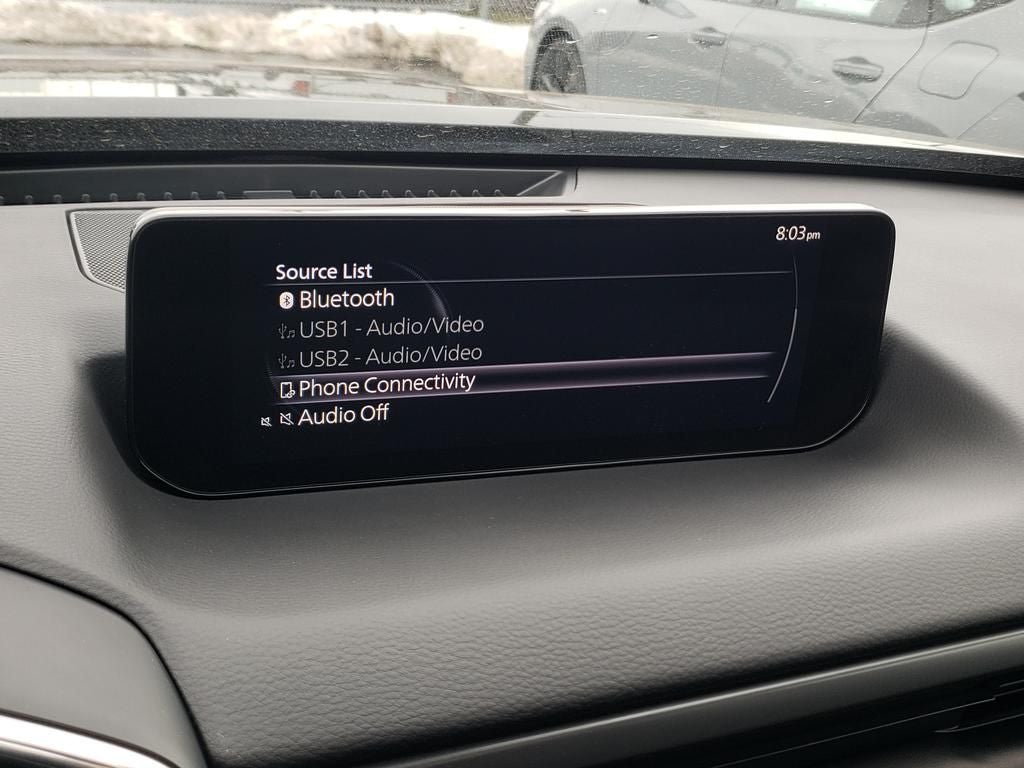 8:03pm
Source List
Bluetooth
USB1 - Audio/Video
USB2 - Audio/Video
Phone Connectivity
Audio Off